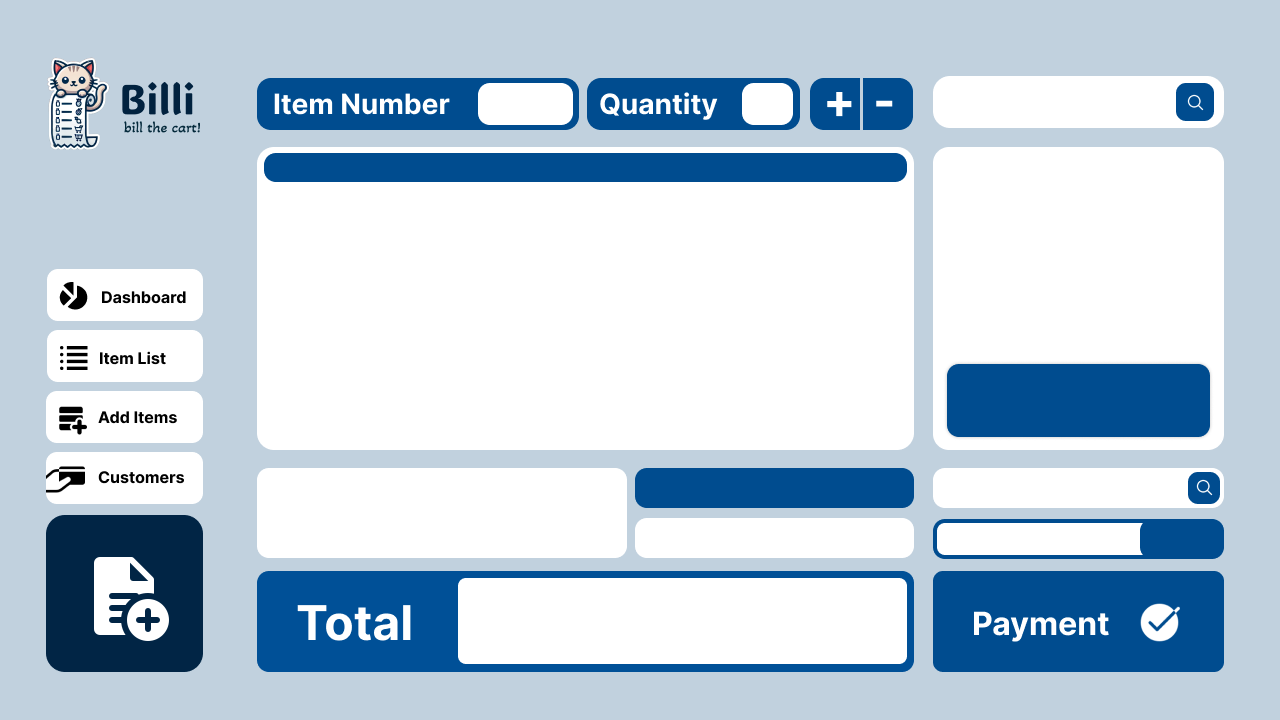 Billi
bill the cart!
Item Number
Quantity
+
-
Dashboard
Item List
Add Items
Customers
Total
Payment